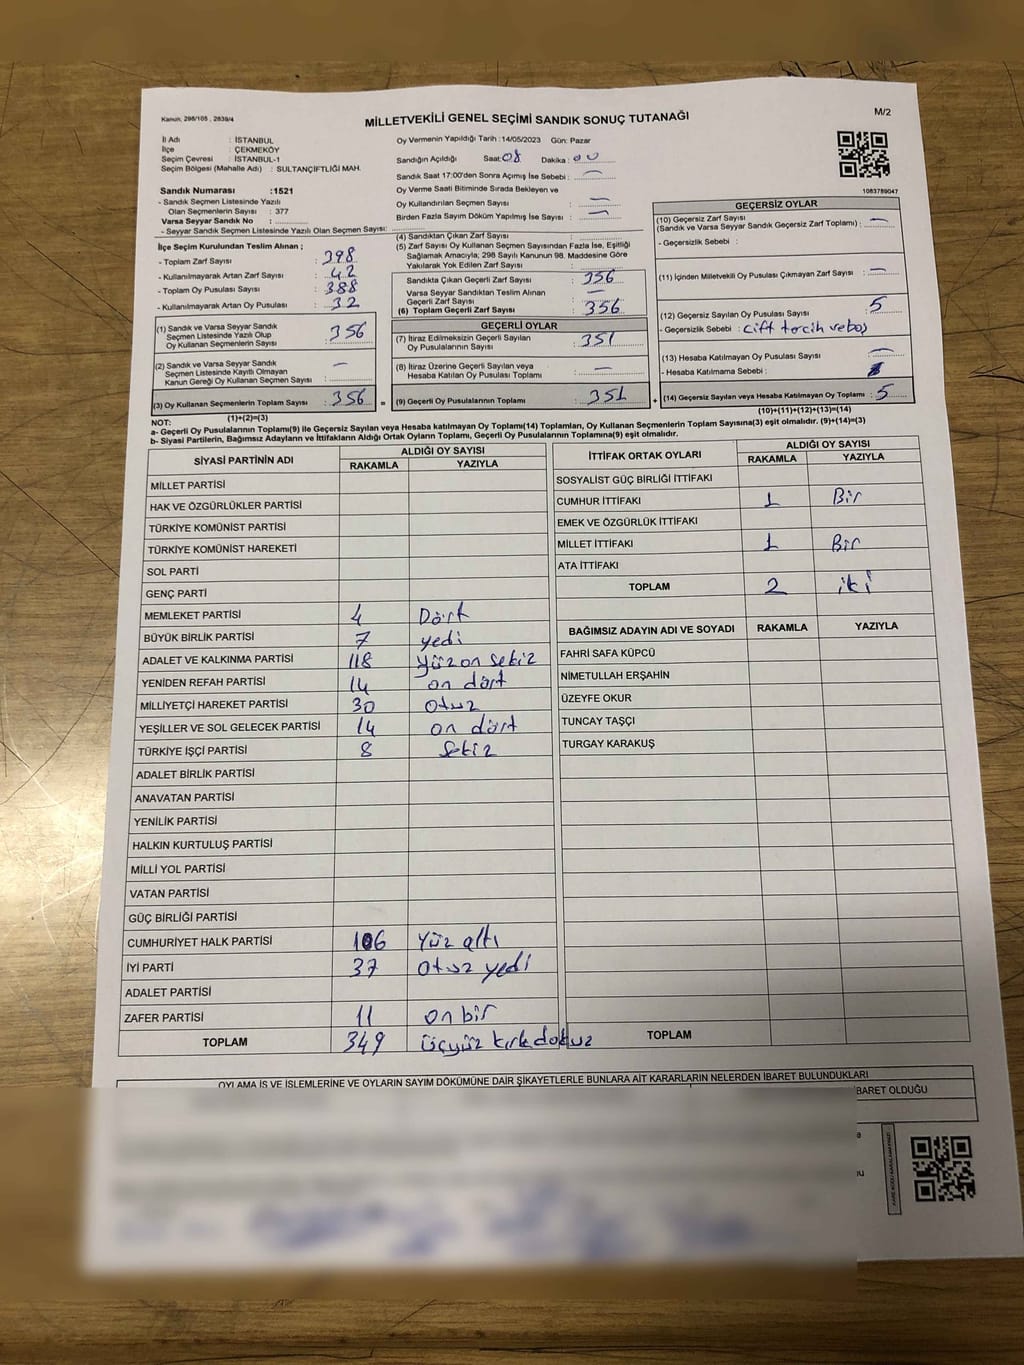 Kanun, 298/105 , 2839/4
MİLLETVEKİLİ GENEL SEÇİMİ SANDIK SONUÇ TUTANAĞI
M/2
İl Adı : İSTANBUL
İlçe : ÇEKMEKÖY
Seçim Çevresi : İSTANBUL-1
Seçim Bölgesi (Mahalle Adı) : SULTANÇİFTLİĞİ MAH.
Sandık Numarası :1521
- Sandık Seçmen Listesinde Yazılı
Olan Seçmenlerin Sayısı : 377
Varsa Seyyar Sandık No :
- Seyyar Sandık Seçmen Listesinde Yazılı Olan Seçmen Sayısı:
Oy Vermenin Yapıldığı Tarih :14/05/2023 Gün: Pazar
Sandığın Açıldığı Saat: 08 Dakika : 00
Sandık Saat 17:00'den Sonra Açılmış İse Sebebi : —
Oy Verme Saati Bitiminde Sırada Bekleyen ve
Oy Kullandırılan Seçmen Sayısı : —
Birden Fazla Sayım Döküm Yapılmış İse Sayısı : —
1083789047
İlçe Seçim Kurulundan Teslim Alınan ;
- Toplam Zarf Sayısı : 398
- Kullanılmayarak Artan Zarf Sayısı : 42
- Toplam Oy Pusulası Sayısı : 388
- Kullanılmayarak Artan Oy Pusulası : 32
(1) Sandık ve Varsa Seyyar Sandık
Seçmen Listesinde Yazılı Olup
Oy Kullanan Seçmenlerin Sayısı : 356
(2) Sandık ve Varsa Seyyar Sandık
Seçmen Listesinde Kayıtlı Olmayan
Kanun Gereği Oy Kullanan Seçmen Sayısı : —
(3) Oy Kullanan Seçmenlerin Toplam Sayısı : 356 =
(1)+(2)=(3)
(4) Sandıktan Çıkan Zarf Sayısı :
(5) Zarf Sayısı Oy Kullanan Seçmen Sayısından Fazla İse, Eşitliği
Sağlamak Amacıyla; 298 Sayılı Kanunun 98. Maddesine Göre
Yakılarak Yok Edilen Zarf Sayısı :
Sandıkta Çıkan Geçerli Zarf Sayısı : 356
Varsa Seyyar Sandıktan Teslim Alınan
Geçerli Zarf Sayısı : —
(6) Toplam Geçerli Zarf Sayısı : 356
GEÇERLİ OYLAR
(7) İtiraz Edilmeksizin Geçerli Sayılan
Oy Pusulalarının Sayısı : 351
(8) İtiraz Üzerine Geçerli Sayılan veya
Hesaba Katılan Oy Pusulası Toplamı : —
(9) Geçerli Oy Pusulalarının Toplamı : 351 +
GEÇERSİZ OYLAR
(10) Geçersiz Zarf Sayısı
(Sandık ve Varsa Seyyar Sandık Geçersiz Zarf Toplamı) : —
- Geçersizlik Sebebi :
(11) İçinden Milletvekili Oy Pusulası Çıkmayan Zarf Sayısı : —
(12) Geçersiz Sayılan Oy Pusulası Sayısı : 5
- Geçersizlik Sebebi : Çift tercih ve boş
(13) Hesaba Katılmayan Oy Pusulası Sayısı : —
- Hesaba Katılmama Sebebi :
(14) Geçersiz Sayılan veya Hesaba Katılmayan Oy Toplamı : 5
(10)+(11)+(12)+(13)=(14)
NOT:
a- Geçerli Oy Pusulalarının Toplamı(9) ile Geçersiz Sayılan veya Hesaba katılmayan Oy Toplamı(14) Toplamları, Oy Kullanan Seçmenlerin Toplam Sayısına(3) eşit olmalıdır. (9)+(14)=(3)
b- Siyasi Partilerin, Bağımsız Adayların ve İttifakların Aldığı Ortak Oyların Toplamı, Geçerli Oy Pusulalarının Toplamına(9) eşit olmalıdır.
SİYASİ PARTİNİN ADI ALDIĞI OY SAYISI
RAKAMLA YAZIYLA
MİLLET PARTİSİ
HAK VE ÖZGÜRLÜKLER PARTİSİ
TÜRKİYE KOMÜNİST PARTİSİ
TÜRKİYE KOMÜNİST HAREKETİ
SOL PARTİ
GENÇ PARTİ
MEMLEKET PARTİSİ 4 Dört
BÜYÜK BİRLİK PARTİSİ 7 yedi
ADALET VE KALKINMA PARTİSİ 118 yüz on sekiz
YENİDEN REFAH PARTİSİ 14 on dört
MİLLİYETÇİ HAREKET PARTİSİ 30 Otuz
YEŞİLLER VE SOL GELECEK PARTİSİ 14 on dört
TÜRKİYE İŞÇİ PARTİSİ 8 Sekiz
ADALET BİRLİK PARTİSİ
ANAVATAN PARTİSİ
YENİLİK PARTİSİ
HALKIN KURTULUŞ PARTİSİ
MİLLİ YOL PARTİSİ
VATAN PARTİSİ
GÜÇ BİRLİĞİ PARTİSİ
CUMHURİYET HALK PARTİSİ 106 Yüz altı
İYİ PARTİ 37 Otuz yedi
ADALET PARTİSİ
ZAFER PARTİSİ 11 on bir
TOPLAM 349 üçyüz kırk dokuz
İTTİFAK ORTAK OYLARI ALDIĞI OY SAYISI
RAKAMLA YAZIYLA
SOSYALİST GÜÇ BİRLİĞİ İTTİFAKI
CUMHUR İTTİFAKI 1 Bir
EMEK VE ÖZGÜRLÜK İTTİFAKI
MİLLET İTTİFAKI 1 Bir
ATA İTTİFAKI
TOPLAM 2 iki
BAĞIMSIZ ADAYIN ADI VE SOYADI RAKAMLA YAZIYLA
FAHRİ SAFA KÜPCÜ
NİMETULLAH ERŞAHİN
ÜZEYFE OKUR
TUNCAY TAŞÇI
TURGAY KARAKUŞ
TOPLAM
OYLAMA İŞ VE İŞLEMLERİNE VE OYLARIN SAYIM DÖKÜMÜNE DAİR ŞİKAYETLERLE BUNLARA AİT KARARLARIN NELERDEN İBARET BULUNDUKLARI
İBARET OLDUĞU